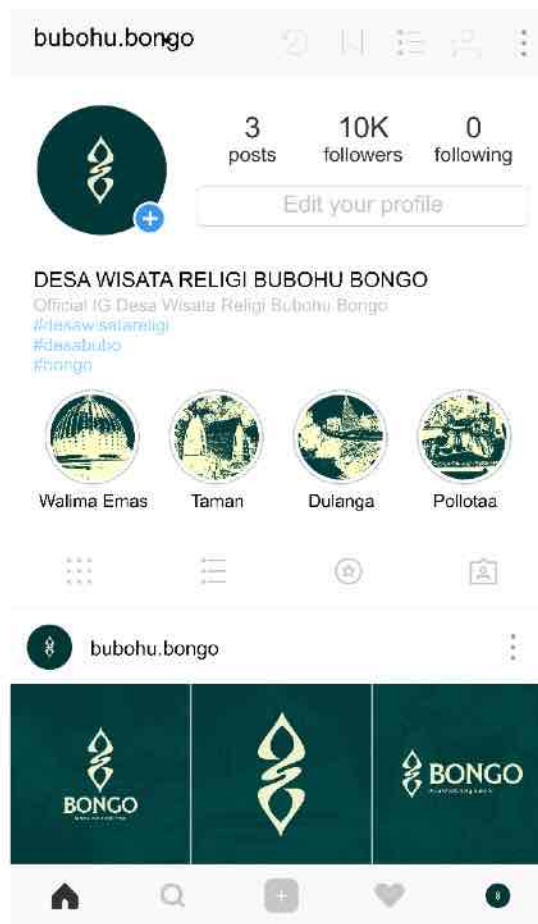 bubohu.bongo
3 10K 0
posts followers following
Edit your profile
DESA WISATA RELIGI BUBOHU BONGO
Official IG Desa Wisata Religi Bubohu Bongo
#desawisatareligi
#desabubo
#bongo
Walima Emas Taman Dulanga Pollotaa
bubohu.bongo
BONGO
BONGO